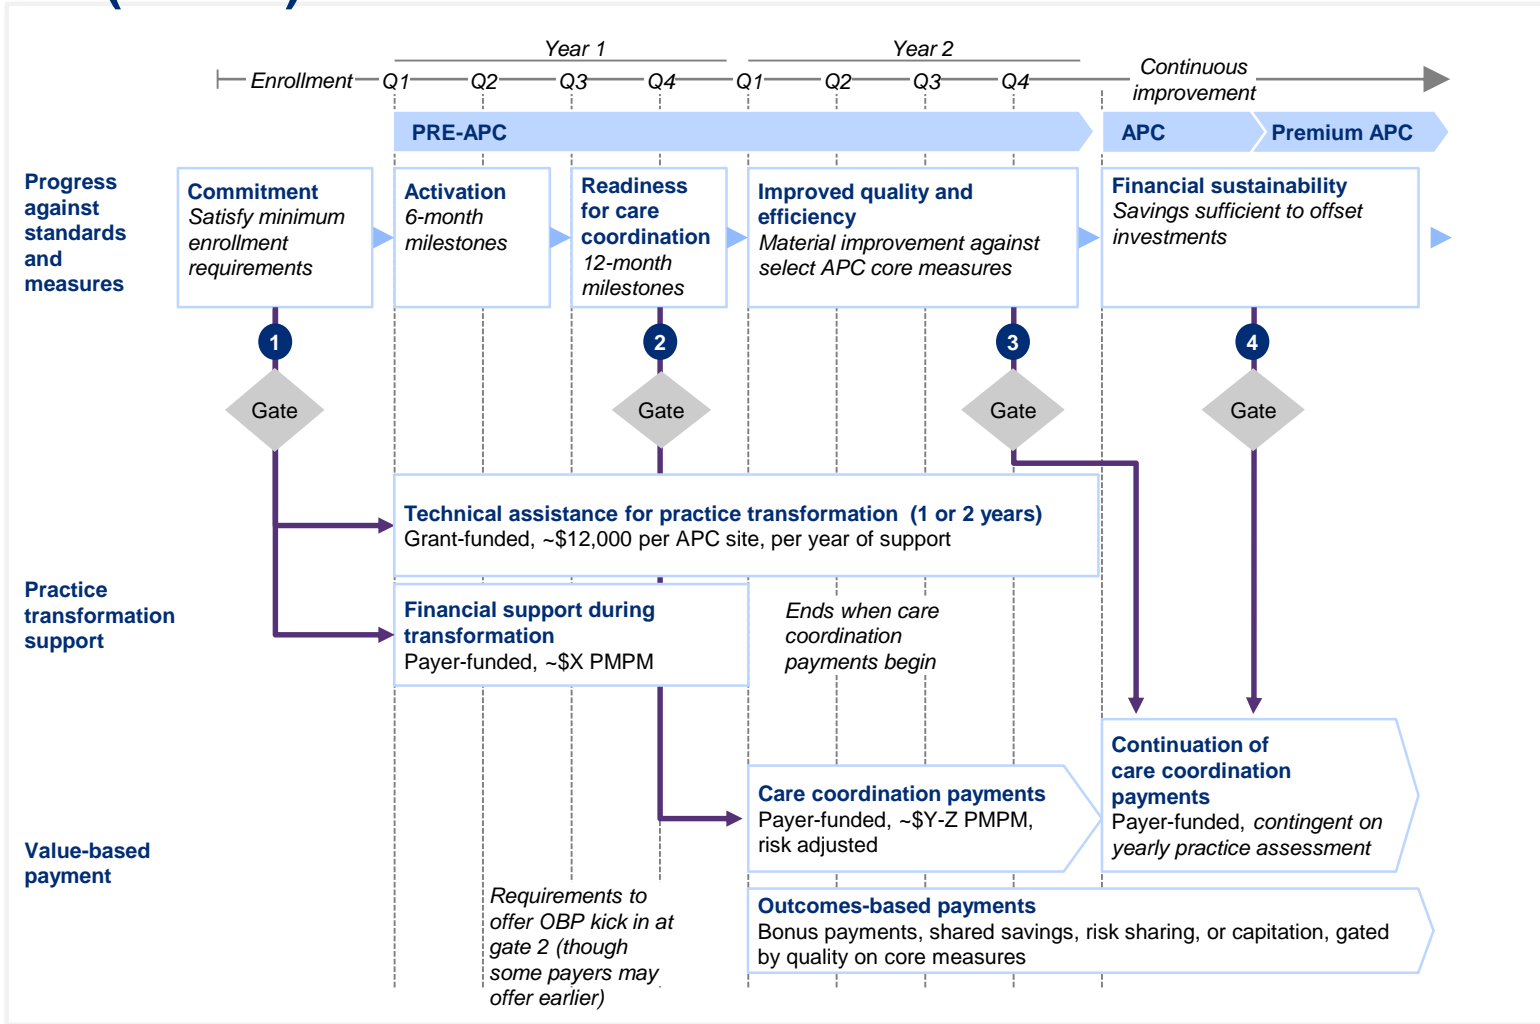 Year 1
Year 2
Enrollment
Q1
Q2
Q3
Q4
Q1
Q2
Q3
Q4
Continuous
improvement
PRE-APC
APC
Premium APC
Progress
against
standards
and
measures
Commitment
Satisfy minimum
enrollment
requirements
Activation
6-month
milestones
Readiness
for care
coordination
12-month
milestones
Improved quality and
efficiency
Material improvement against
select APC core measures
Financial sustainability
Savings sufficient to offset
investments
1
2
3
4
Gate
Gate
Gate
Gate
Practice
transformation
support
Technical assistance for practice transformation (1 or 2 years)
Grant-funded, ~$12,000 per APC site, per year of support
Financial support during
transformation
Payer-funded, ~$X PMPM
Ends when care
coordination
payments begin
Value-based
payment
Care coordination payments
Payer-funded, ~$Y-Z PMPM,
risk adjusted
Continuation of
care coordination
payments
Payer-funded, contingent on
yearly practice assessment
Requirements to
offer OBP kick in at
gate 2 (though
some payers may
offer earlier)
Outcomes-based payments
Bonus payments, shared savings, risk sharing, or capitation, gated
by quality on core measures